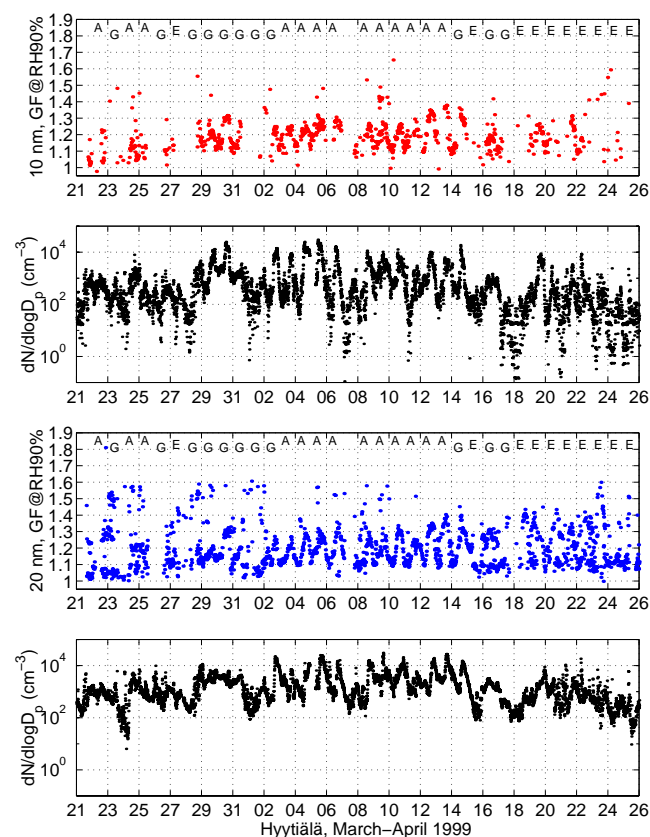 1.9
1.8
1.7
1.6
1.5
1.4
1.3
1.2
1.1
1
10 nm, GF@RH90%
A G A A G E G G G G G G A A A A A A A A A A G E G G E E E E E E E E
21 23 25 27 29 31 02 04 06 08 10 12 14 16 18 20 22 24 26
dN/dlogD_p (cm⁻³)
10⁴
10²
10⁰
21 23 25 27 29 31 02 04 06 08 10 12 14 16 18 20 22 24 26
1.9
1.8
1.7
1.6
1.5
1.4
1.3
1.2
1.1
1
20 nm, GF@RH90%
A G A A G E G G G G G G A A A A A A A A A A G E G G E E E E E E E E
21 23 25 27 29 31 02 04 06 08 10 12 14 16 18 20 22 24 26
dN/dlogD_p (cm⁻³)
10⁴
10²
10⁰
21 23 25 27 29 31 02 04 06 08 10 12 14 16 18 20 22 24 26
Hyytiälä, March−April 1999